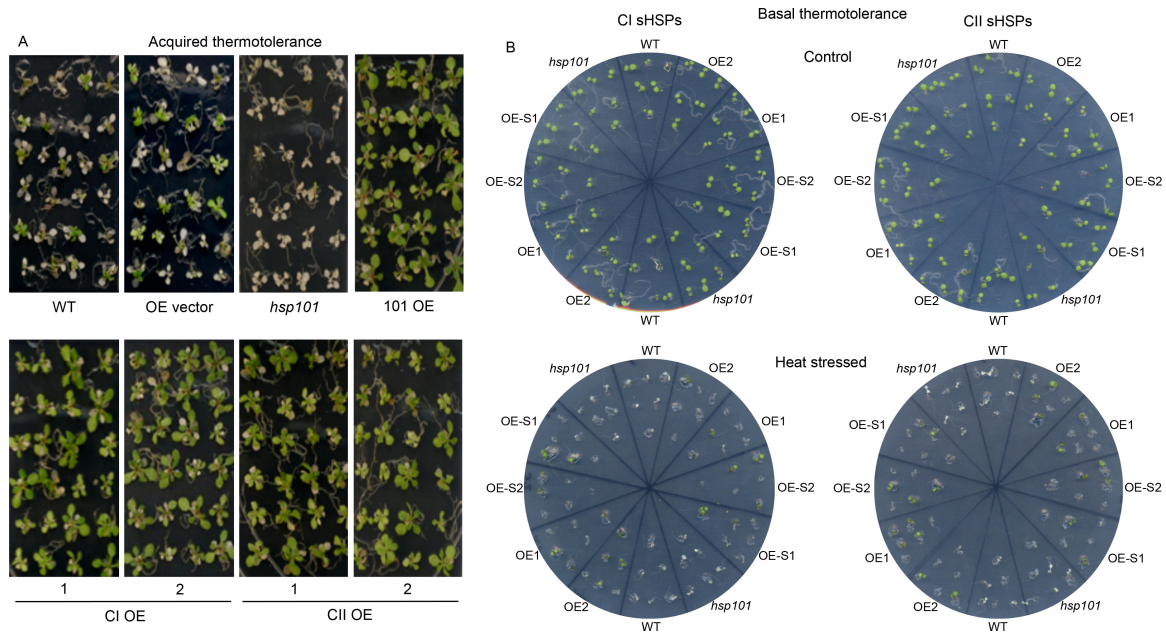 A
Acquired thermotolerance
WT
OE vector
hsp101
101 OE
1
2
1
2
CI OE
CII OE
B
CI sHSPs
Basal thermotolerance
CII sHSPs
Control
WT
OE2
OE1
OE-S2
OE-S1
hsp101
WT
OE2
OE1
OE-S2
OE-S1
hsp101
WT
OE2
OE1
OE-S2
OE-S1
hsp101
WT
OE2
OE1
OE-S2
OE-S1
hsp101
Heat stressed
WT
OE2
OE1
OE-S2
OE-S1
hsp101
WT
OE2
OE1
OE-S2
OE-S1
hsp101
WT
OE2
OE1
OE-S2
OE-S1
hsp101
WT
OE2
OE1
OE-S2
OE-S1
hsp101